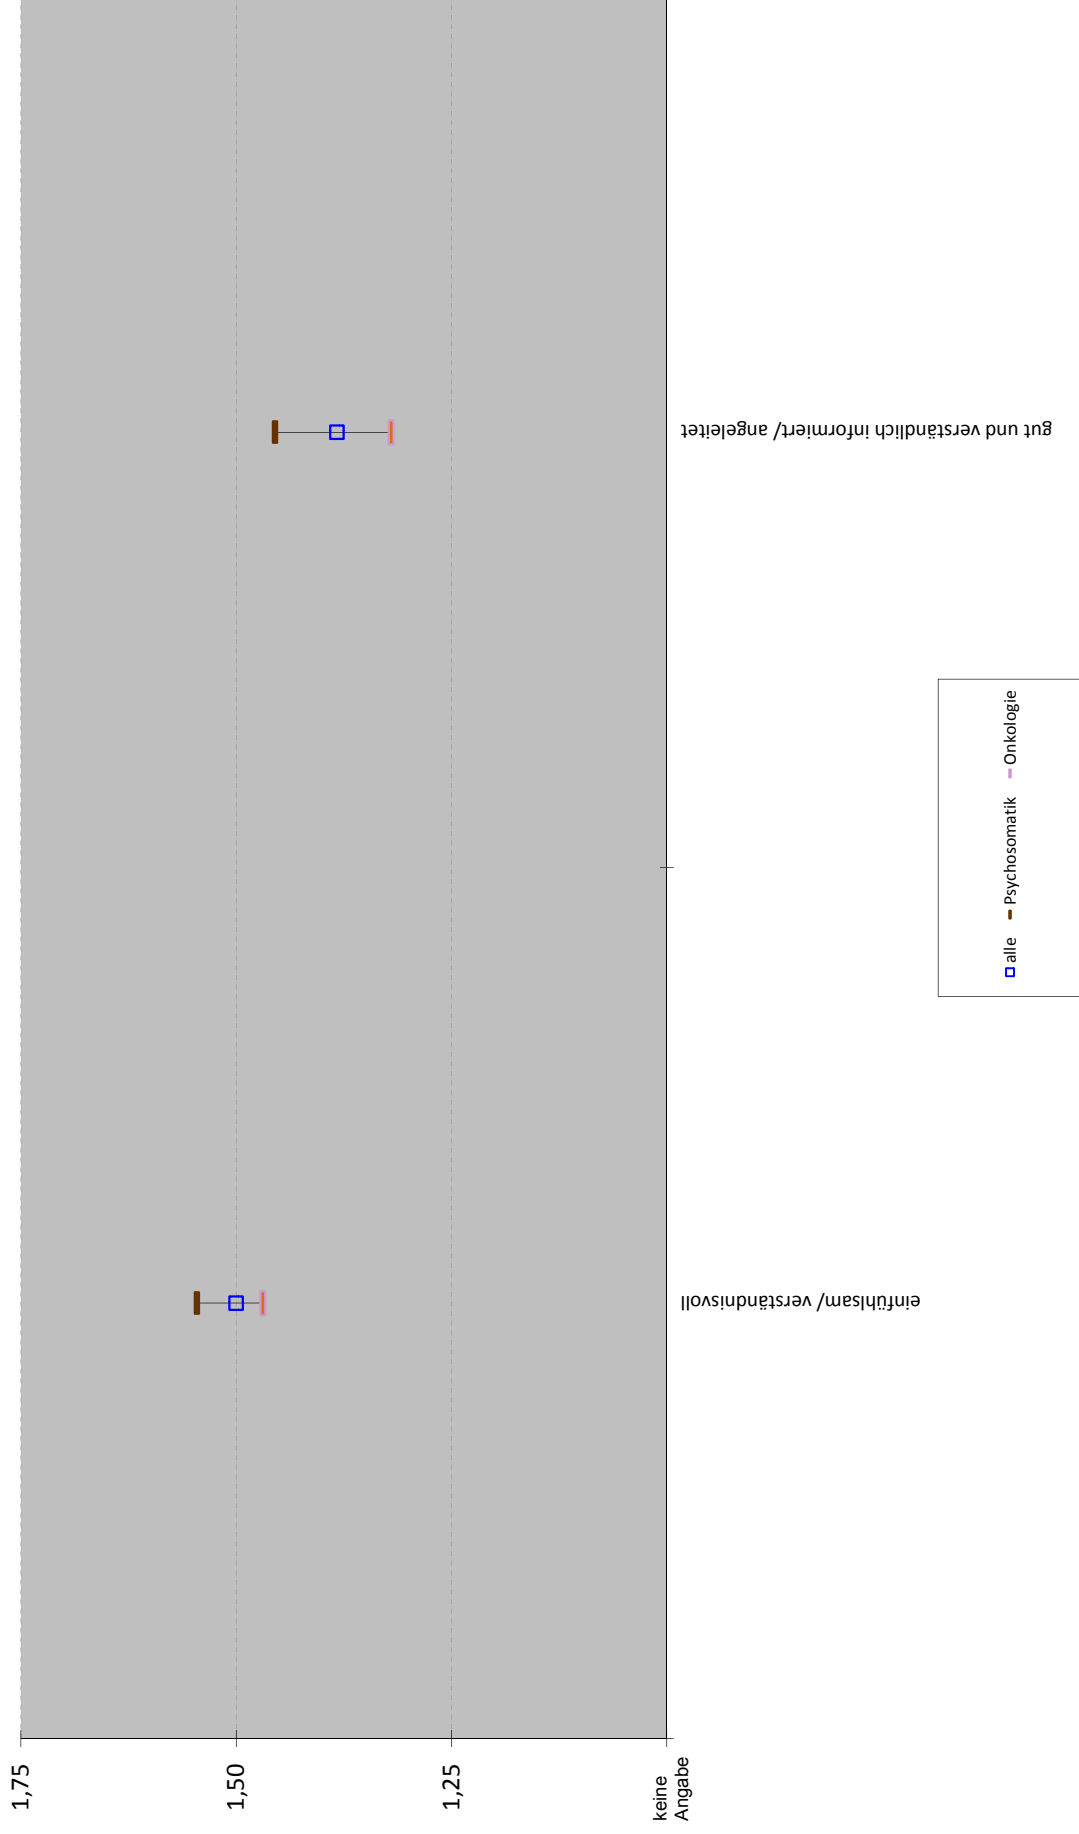 1,75
1,50
1,25
keine
Angabe
einfühlsam/ verständnisvoll
gut und verständlich informiert/ angeleitet
alle Psychosomatik Onkologie